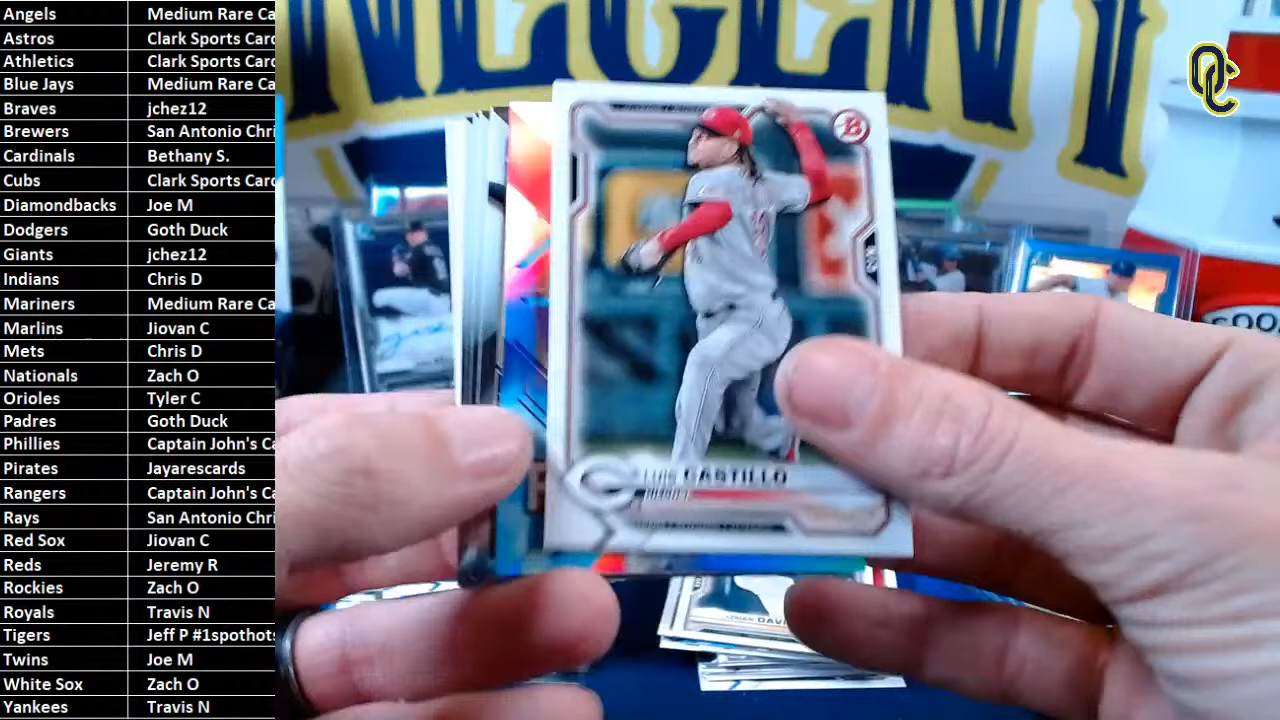 Angels Medium Rare Ca
Astros Clark Sports Card
Athletics Clark Sports Card
Blue Jays Medium Rare Ca
Braves jchez12
Brewers San Antonio Chri
Cardinals Bethany S.
Cubs Clark Sports Card
Diamondbacks Joe M
Dodgers Goth Duck
Giants jchez12
Indians Chris D
Mariners Medium Rare Ca
Marlins Jiovan C
Mets Chris D
Nationals Zach O
Orioles Tyler C
Padres Goth Duck
Phillies Captain John's Ca
Pirates Jayarescards
Rangers Captain John's Ca
Rays San Antonio Chri
Red Sox Jiovan C
Reds Jeremy R
Rockies Zach O
Royals Travis N
Tigers Jeff P #1spothots
Twins Joe M
White Sox Zach O
Yankees Travis N
OC
B
LUIS CASTILLO